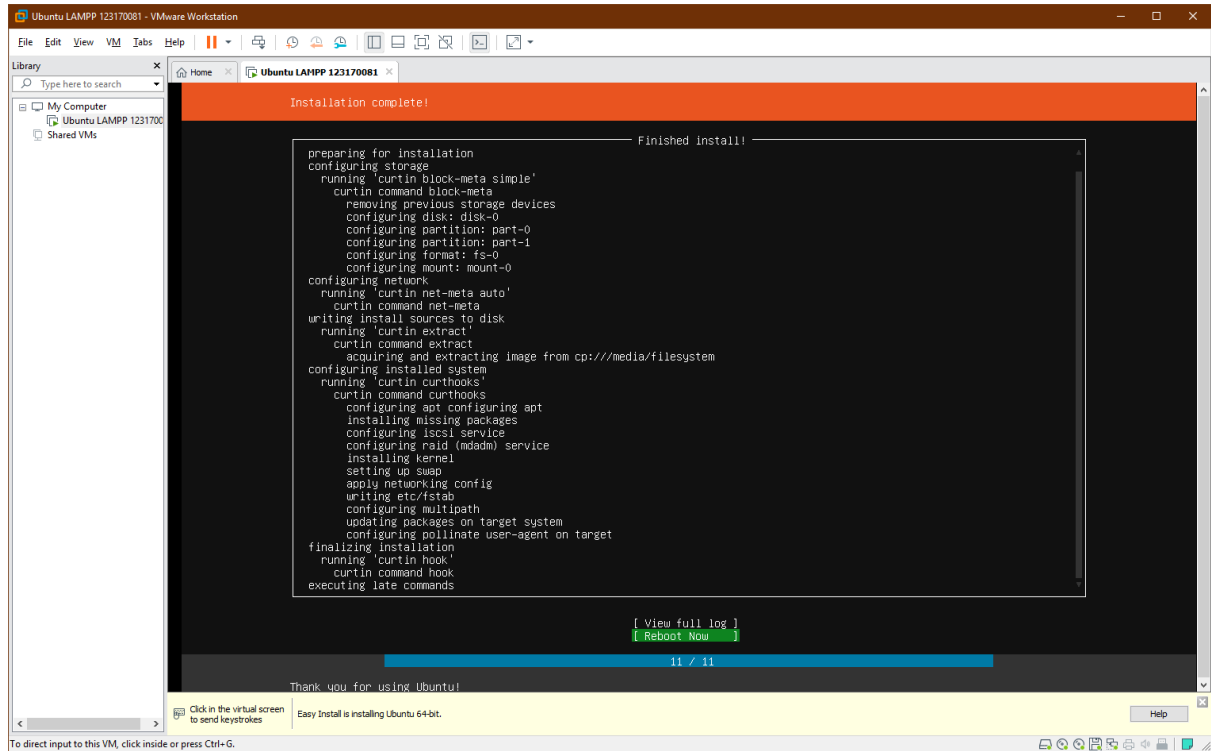 Ubuntu LAMPP 123170081 - VMware Workstation
File Edit View VM Tabs Help
Library
Type here to search
My Computer
Ubuntu LAMPP 1231700
Shared VMs
Home
Ubuntu LAMPP 123170081
Installation complete!
Finished install!
preparing for installation
configuring storage
running 'curtin block-meta simple'
curtin command block-meta
removing previous storage devices
configuring disk: disk-0
configuring partition: part-0
configuring partition: part-1
configuring format: fs-0
configuring mount: mount-0
configuring network
running 'curtin net-meta auto'
curtin command net-meta
writing install sources to disk
running 'curtin extract'
curtin command extract
acquiring and extracting image from cp:///media/filesystem
configuring installed system
running 'curtin curthooks'
curtin command curthooks
configuring apt configuring apt
installing missing packages
configuring iscsi service
configuring raid (mdadm) service
installing kernel
setting up swap
apply networking config
writing etc/fstab
configuring multipath
updating packages on target system
configuring pollinate user-agent on target
finalizing installation
running 'curtin hook'
curtin command hook
executing late commands
[ View full log ]
[ Reboot Now ]
11 / 11
Thank you for using Ubuntu!
Click in the virtual screen
to send keystrokes
Easy Install is installing Ubuntu 64-bit.
Help
To direct input to this VM, click inside or press Ctrl+G.